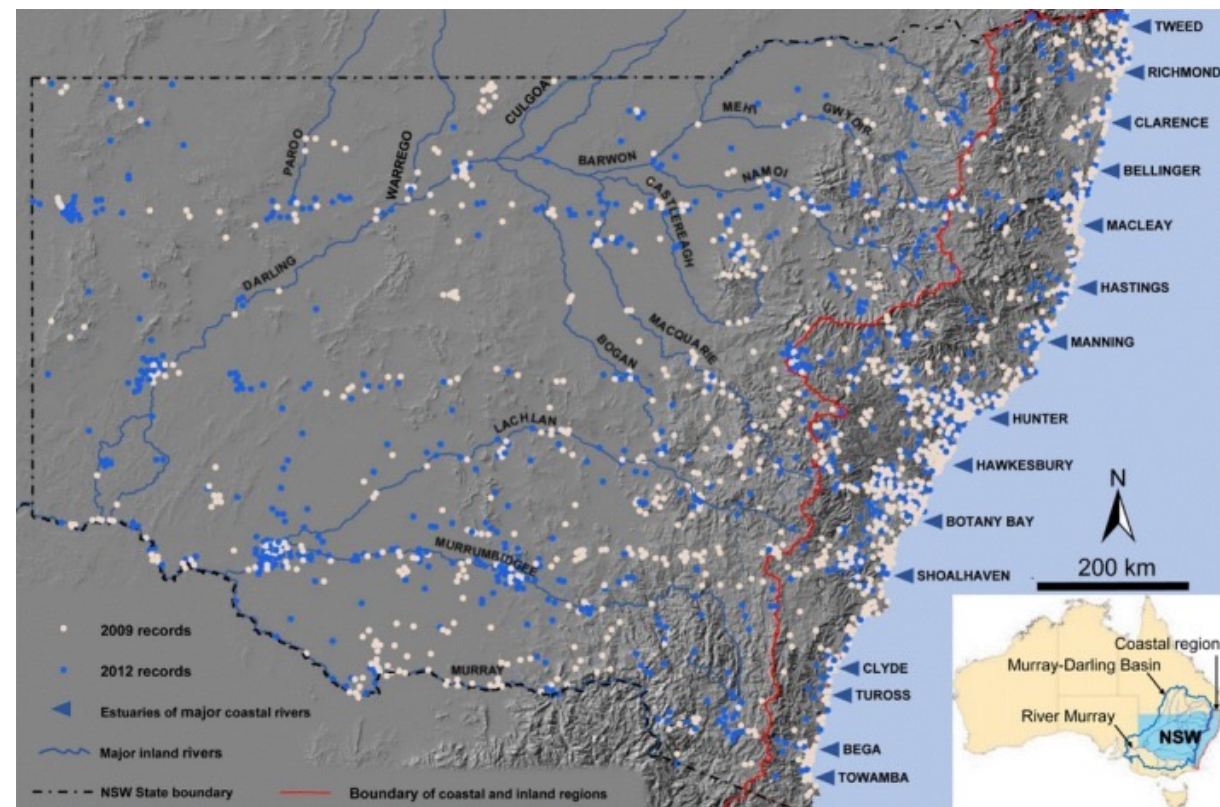 TWEED
RICHMOND
CLARENCE
BELLINGER
MACLEAY
HASTINGS
MANNING
HUNTER
HAWKESBURY
BOTANY BAY
SHOALHAVEN
CLYDE
TUROSS
BEGA
TOWAMBA
PAROO
WARREGO
CULGOA
MEHI
GWYDIR
BARWON
NAMOI
CASTLEREAGH
DARLING
MACQUARIE
BOGAN
LACHLAN
MURRUMBIDGEE
MURRAY
N
200 km
2009 records
2012 records
Estuaries of major coastal rivers
Major inland rivers
NSW State boundary
Boundary of coastal and inland regions
Coastal region
Murray-Darling Basin
River Murray
NSW